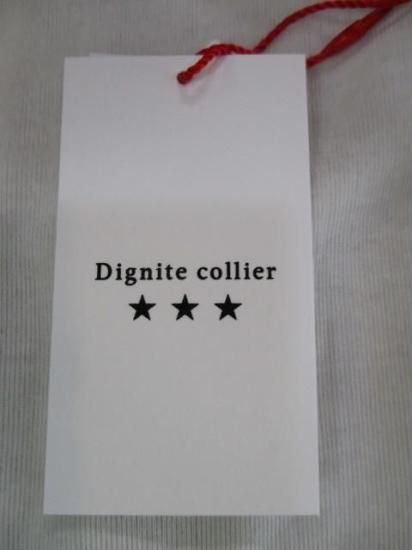 Dignite collier
★ ★ ★